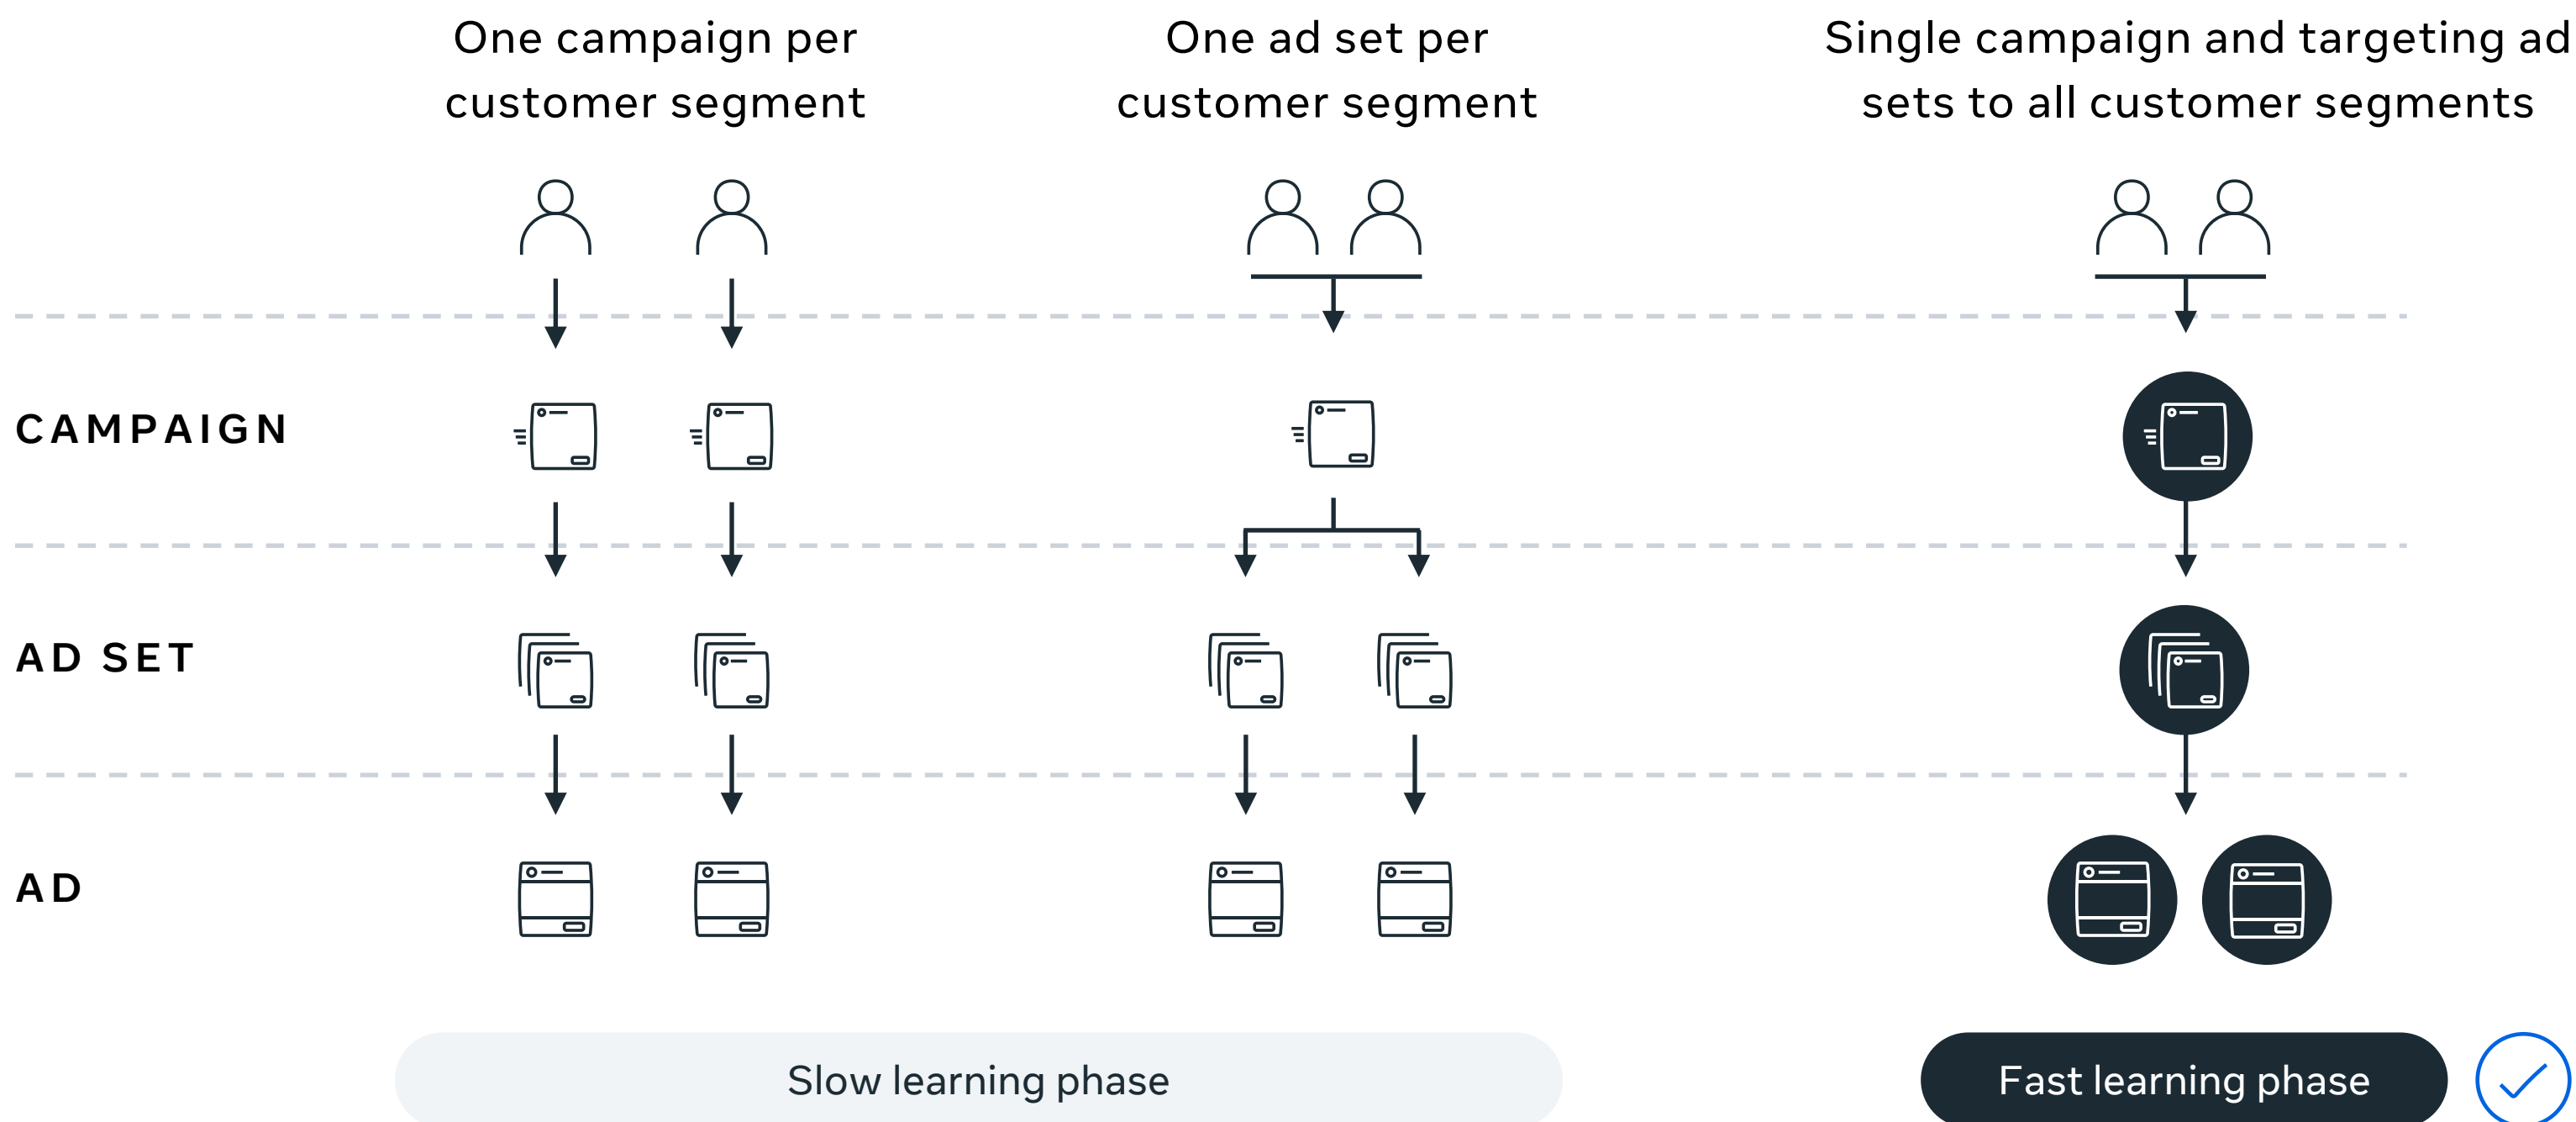 One campaign per
customer segment
One ad set per
customer segment
Single campaign and targeting ad
sets to all customer segments
CAMPAIGN
AD SET
AD
Slow learning phase
Fast learning phase